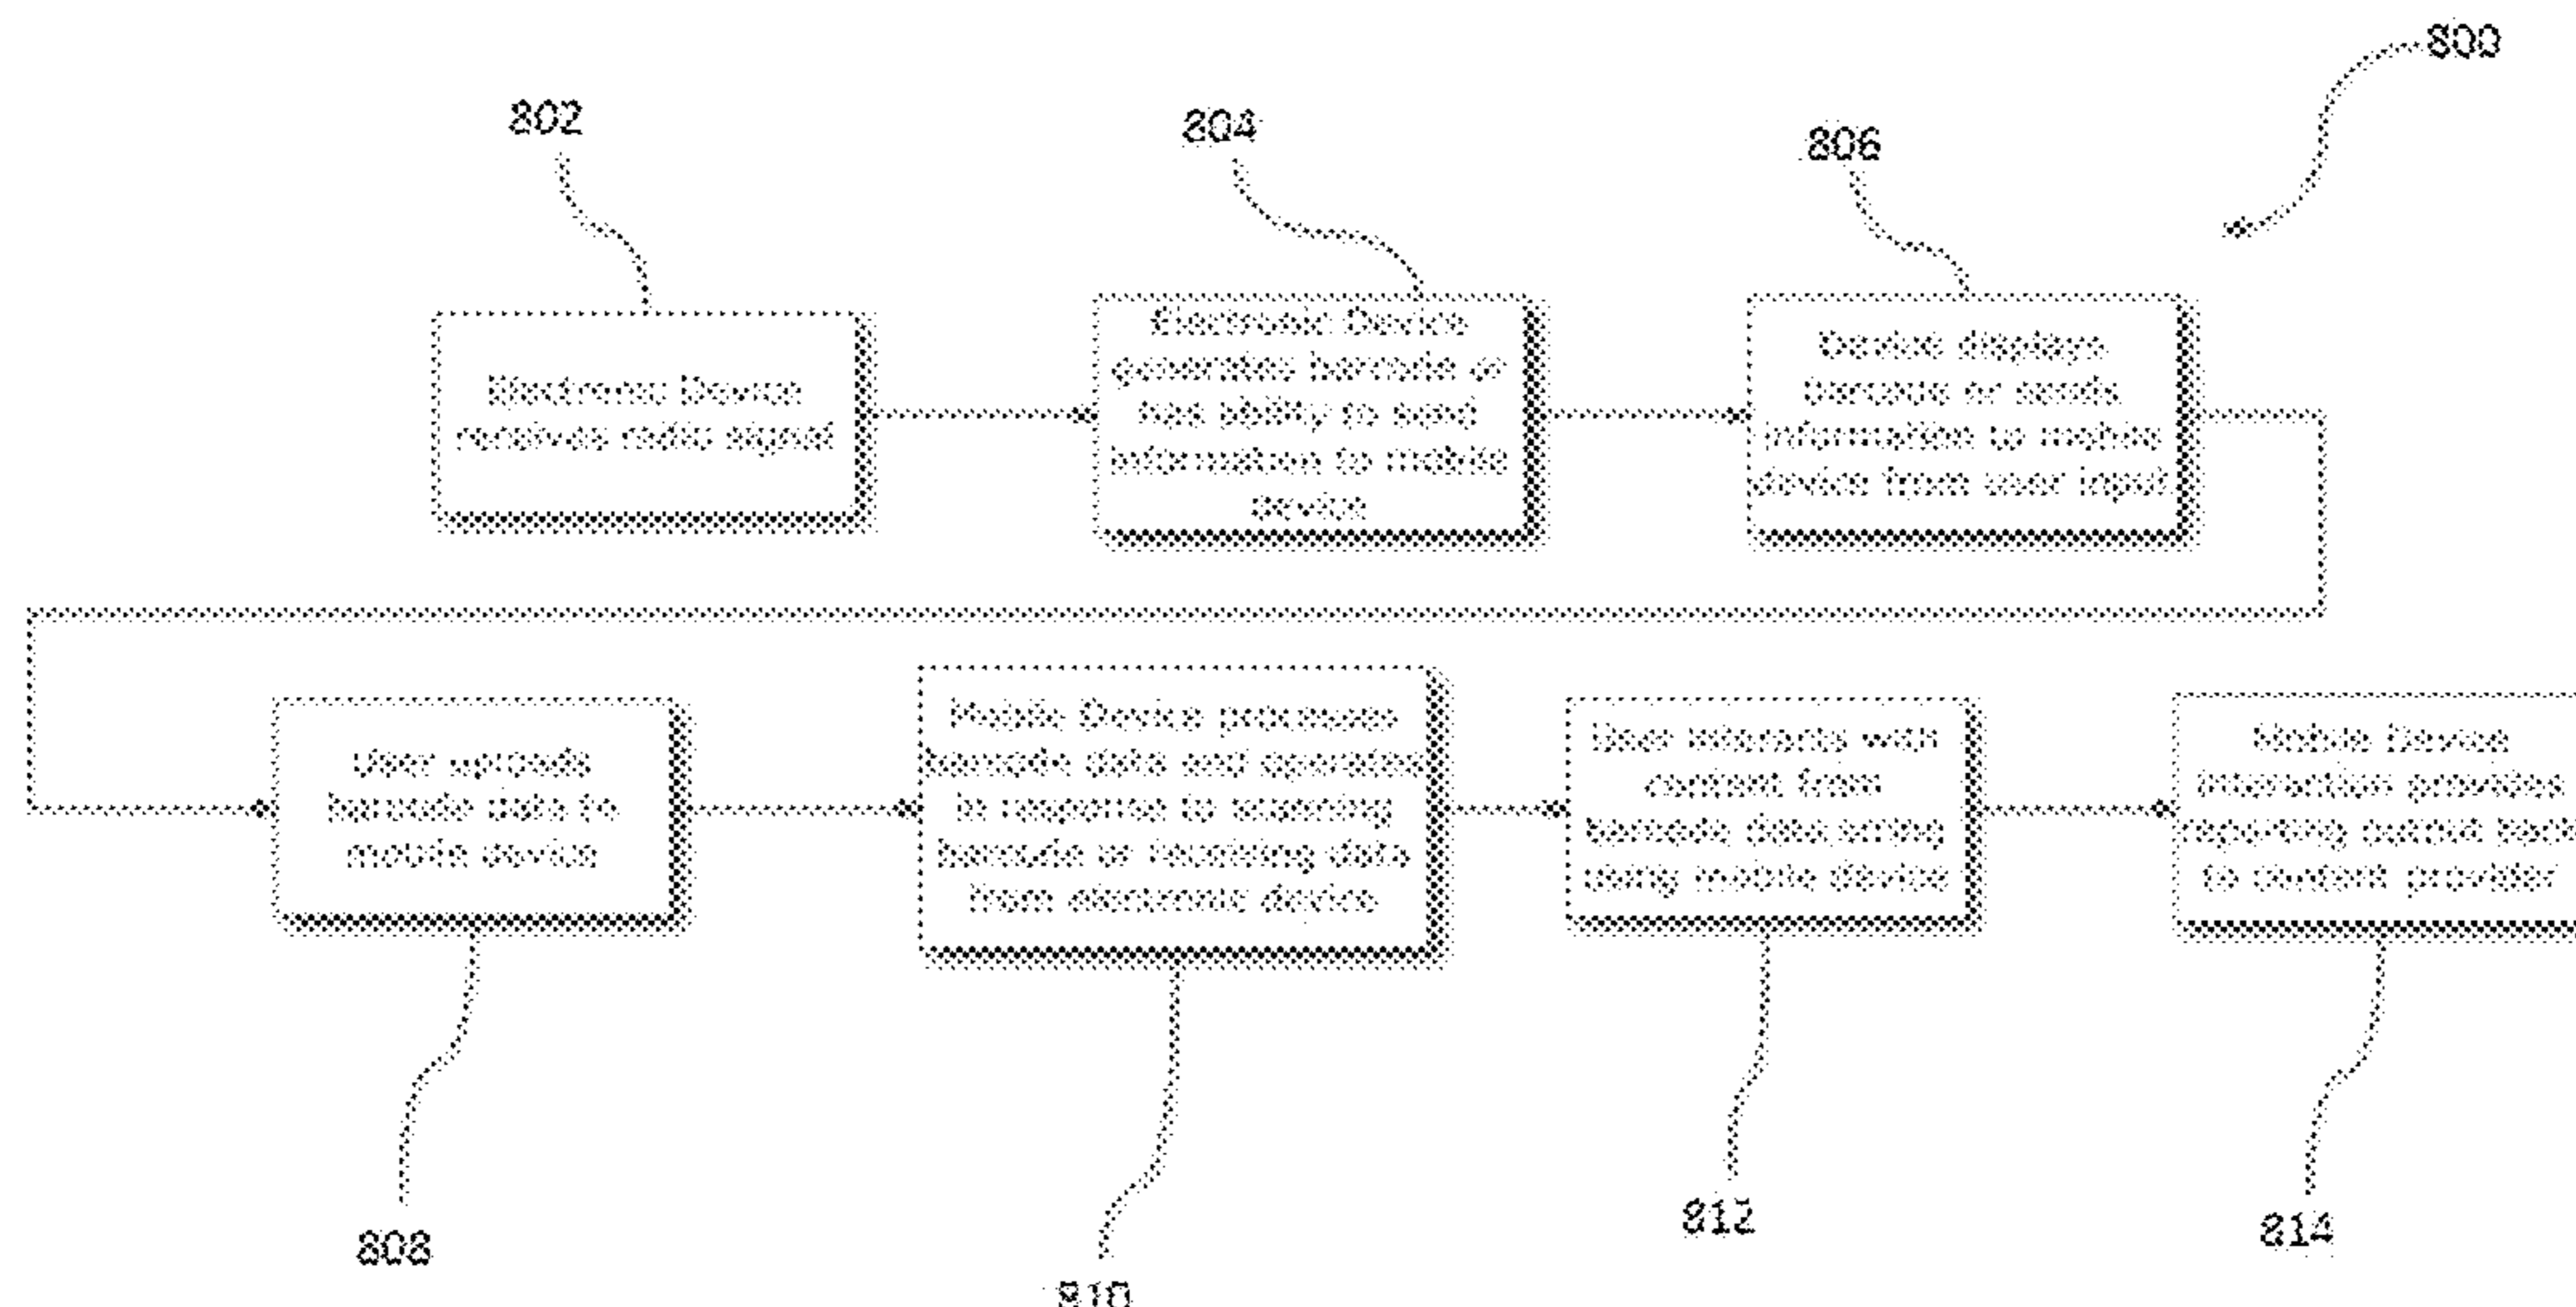 800
802
804
806
Electronic Device
receives radio signal
Electronic Device
generates barcode or
has ability to send
information to mobile
device
Device displays
barcode or sends
information to mobile
device from user input
User uploads
barcode data to
mobile device
Mobile Device processes
barcode data and operates
in response to scanning
barcode or receiving data
from electronic device
User interacts with
content from
barcode data string
using mobile device
Mobile Device
interaction provides
reporting output back
to content provider
808
810
812
814